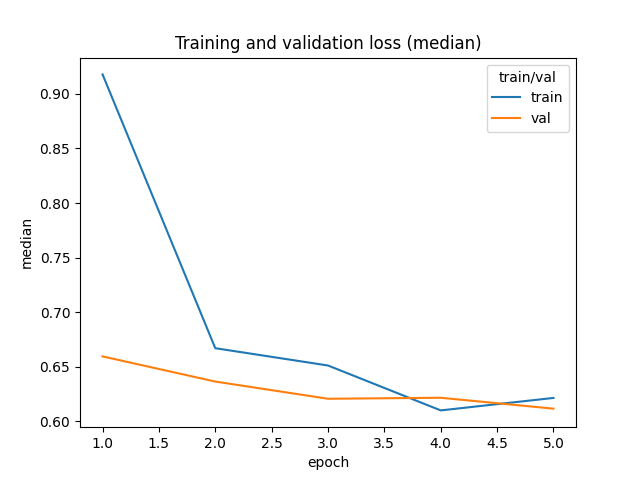 Training and validation loss (median)
train/val
train
val
0.90
0.85
0.80
0.75
0.70
0.65
0.60
median
1.0 1.5 2.0 2.5 3.0 3.5 4.0 4.5 5.0
epoch